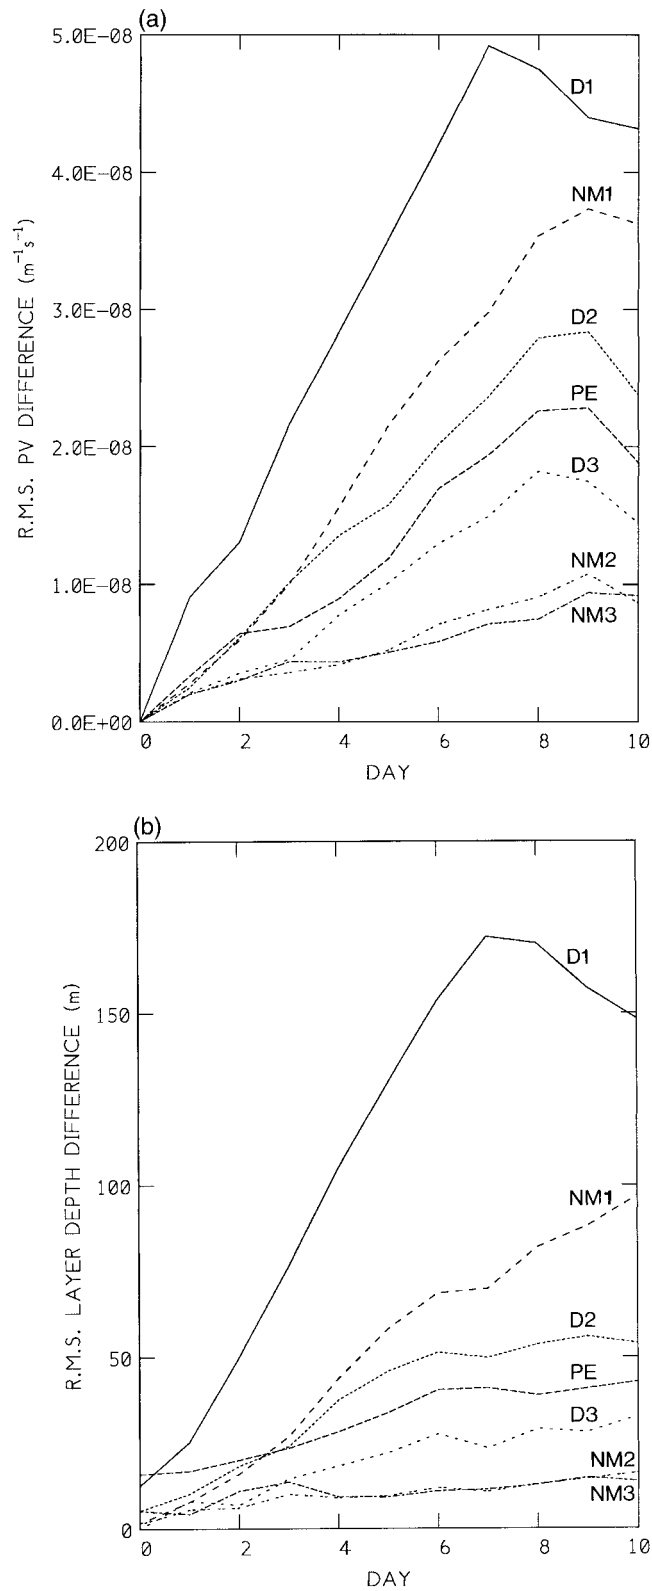 (a)
5.0E-08
4.0E-08
3.0E-08
2.0E-08
1.0E-08
0.0E+00
R.M.S. PV DIFFERENCE (m⁻¹s⁻¹)
D1
NM1
D2
PE
D3
NM2
NM3
0 2 4 6 8 10
DAY
(b)
200
150
100
50
0
R.M.S. LAYER DEPTH DIFFERENCE (m)
D1
NM1
D2
PE
D3
NM2
NM3
0 2 4 6 8 10
DAY